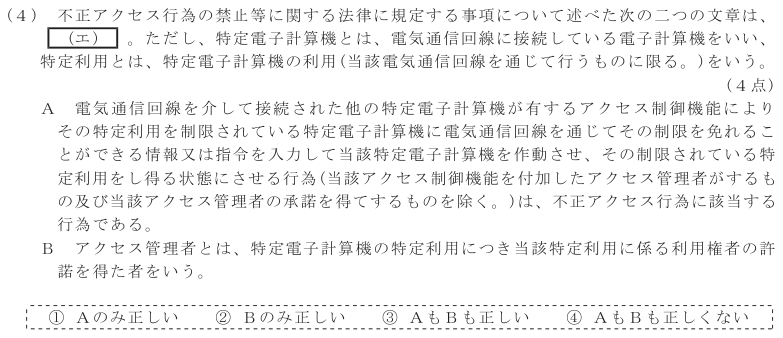 (4) 不正アクセス行為の禁止等に関する法律に規定する事項について述べた次の二つの文章は、
(エ) 。ただし、特定電子計算機とは、電気通信回線に接続している電子計算機をいい、
特定利用とは、特定電子計算機の利用(当該電気通信回線を通じて行うものに限る。)をいう。
(4点)
A 電気通信回線を介して接続された他の特定電子計算機が有するアクセス制御機能により
その特定利用を制限されている特定電子計算機に電気通信回線を通じてその制限を免れるこ
とができる情報又は指令を入力して当該特定電子計算機を作動させ、その制限されている特
定利用をし得る状態にさせる行為(当該アクセス制御機能を付加したアクセス管理者がするも
の及び当該アクセス管理者の承諾を得てするものを除く。)は、不正アクセス行為に該当する
行為である。
B アクセス管理者とは、特定電子計算機の特定利用につき当該特定利用に係る利用権者の許
諾を得た者をいう。
① Aのみ正しい ② Bのみ正しい ③ AもBも正しい ④ AもBも正しくない